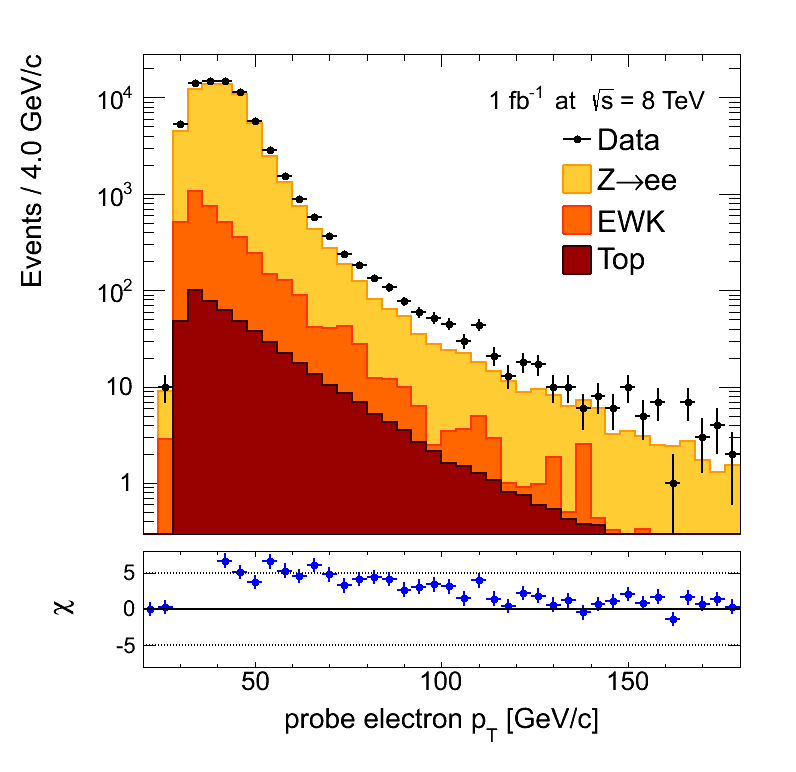 Events / 4.0 GeV/c
10⁴
10³
10²
10
1
1 fb⁻¹ at √s = 8 TeV
Data
Z→ee
EWK
Top
χ
5
0
-5
50 100 150
probe electron p_T [GeV/c]